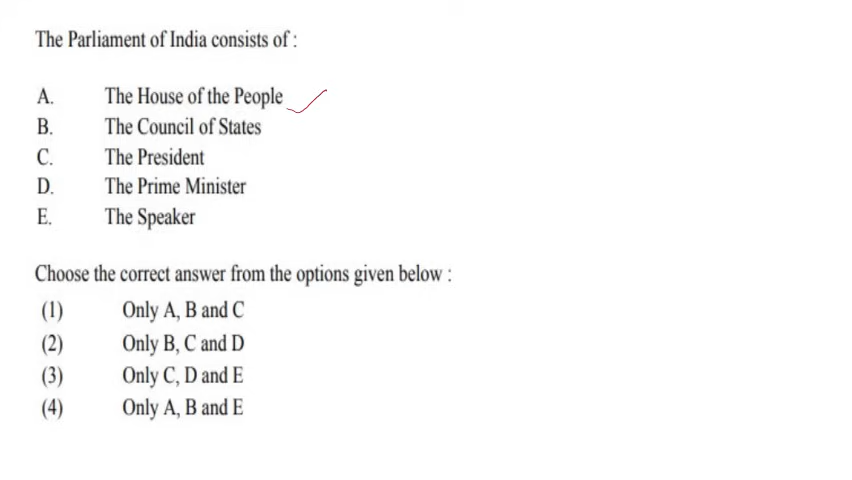 The Parliament of India consists of :
A. The House of the People
B. The Council of States
C. The President
D. The Prime Minister
E. The Speaker
Choose the correct answer from the options given below :
(1) Only A, B and C
(2) Only B, C and D
(3) Only C, D and E
(4) Only A, B and E